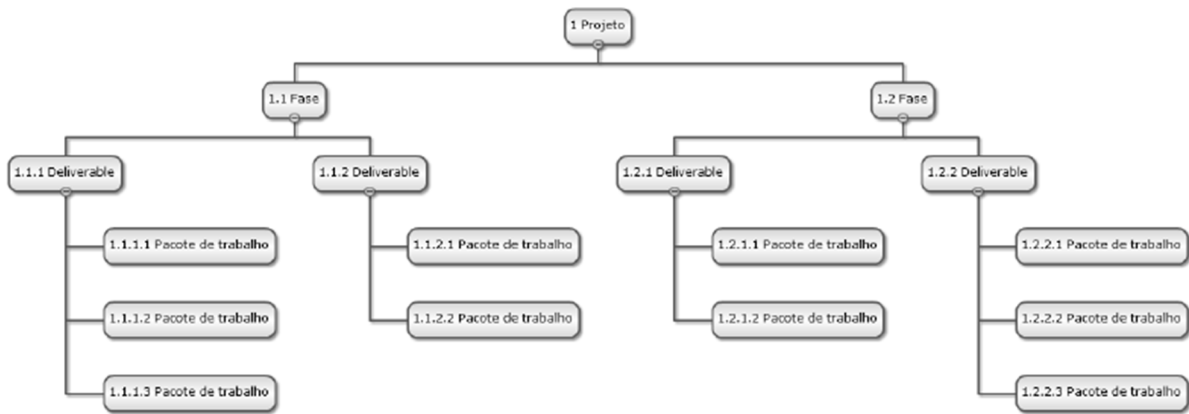 1 Projeto
1.1 Fase
1.2 Fase
1.1.1 Deliverable
1.1.2 Deliverable
1.2.1 Deliverable
1.2.2 Deliverable
1.1.1.1 Pacote de trabalho
1.1.2.1 Pacote de trabalho
1.2.1.1 Pacote de trabalho
1.2.2.1 Pacote de trabalho
1.1.1.2 Pacote de trabalho
1.1.2.2 Pacote de trabalho
1.2.1.2 Pacote de trabalho
1.2.2.2 Pacote de trabalho
1.1.1.3 Pacote de trabalho
1.2.2.3 Pacote de trabalho